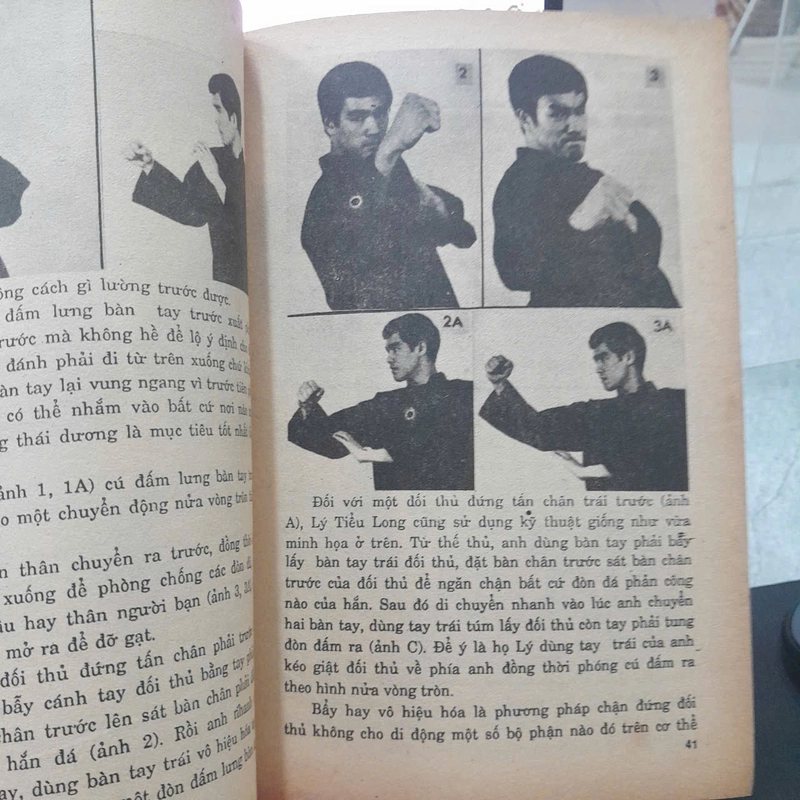 ông cách gì lường trước được.
đấm lưng bàn tay trước xuất
rước mà không hề để lộ ý định
đánh phải đi từ trên xuống chớ
àn tay lại vung ngang vì trước tiên
có thể nhắm vào bất cứ nơi nào
g thái dương là mục tiêu tốt nhất
ảnh 1, 1A) cú đấm lưng bàn tay
o một chuyển động nửa vòng tròn
n thân chuyển ra trước, đồng
xuống để phòng chống các đòn
u hay thân người bạn (ảnh 3,
mở ra để đỡ gạt.
đối thủ đứng tấn chân phải trước
bẫy cánh tay đối thủ bằng tay
chân trước lên sát bàn chân phải
hắn đá (ảnh 2). Rồi anh nhanh
ay, dùng bàn tay trái vô hiệu hóa
một đòn đấm lưng bàn
2
3
2A
3A
Đối với một đối thủ đứng tấn chân trái trước (ảnh
A), Lý Tiểu Long cũng sử dụng kỹ thuật giống như vừa
minh họa ở trên. Từ thế thủ, anh dùng bàn tay phải bẫy
lấy bàn tay trái đối thủ, đặt bàn chân trước sát bàn chân
trước của đối thủ để ngăn chận bất cứ đòn đá phản công
nào của hắn. Sau đó di chuyển nhanh vào lúc anh chuyển
hai bàn tay, dùng tay trái túm lấy đối thủ còn tay phải tung
đòn đấm ra (ảnh C). Để ý là họ Lý dùng tay trái của anh
kéo giật đối thủ về phía anh đồng thời phóng cú đấm ra
theo hình nửa vòng tròn.
Bẫy hay vô hiệu hóa là phương pháp chận đứng đối
thủ không cho di động một số bộ phận nào đó trên cơ thể
41